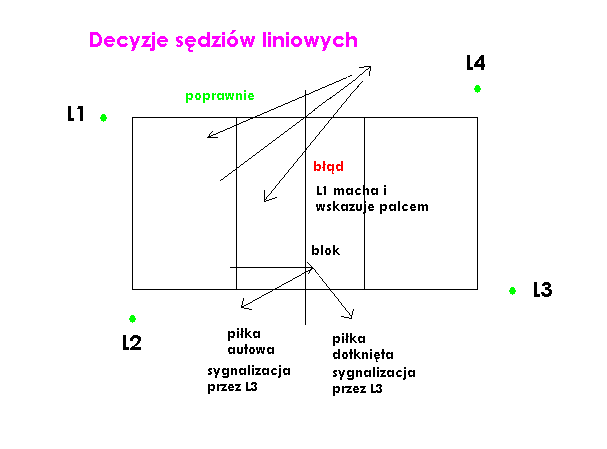 Decyzje sędziów liniowych
L4
poprawnie
L1
błąd
L1 macha i
wskazuje palcem
blok
L3
L2
piłka
autowa
sygnalizacja
przez L3
piłka
dołknięta
sygnalizacja
przez L3